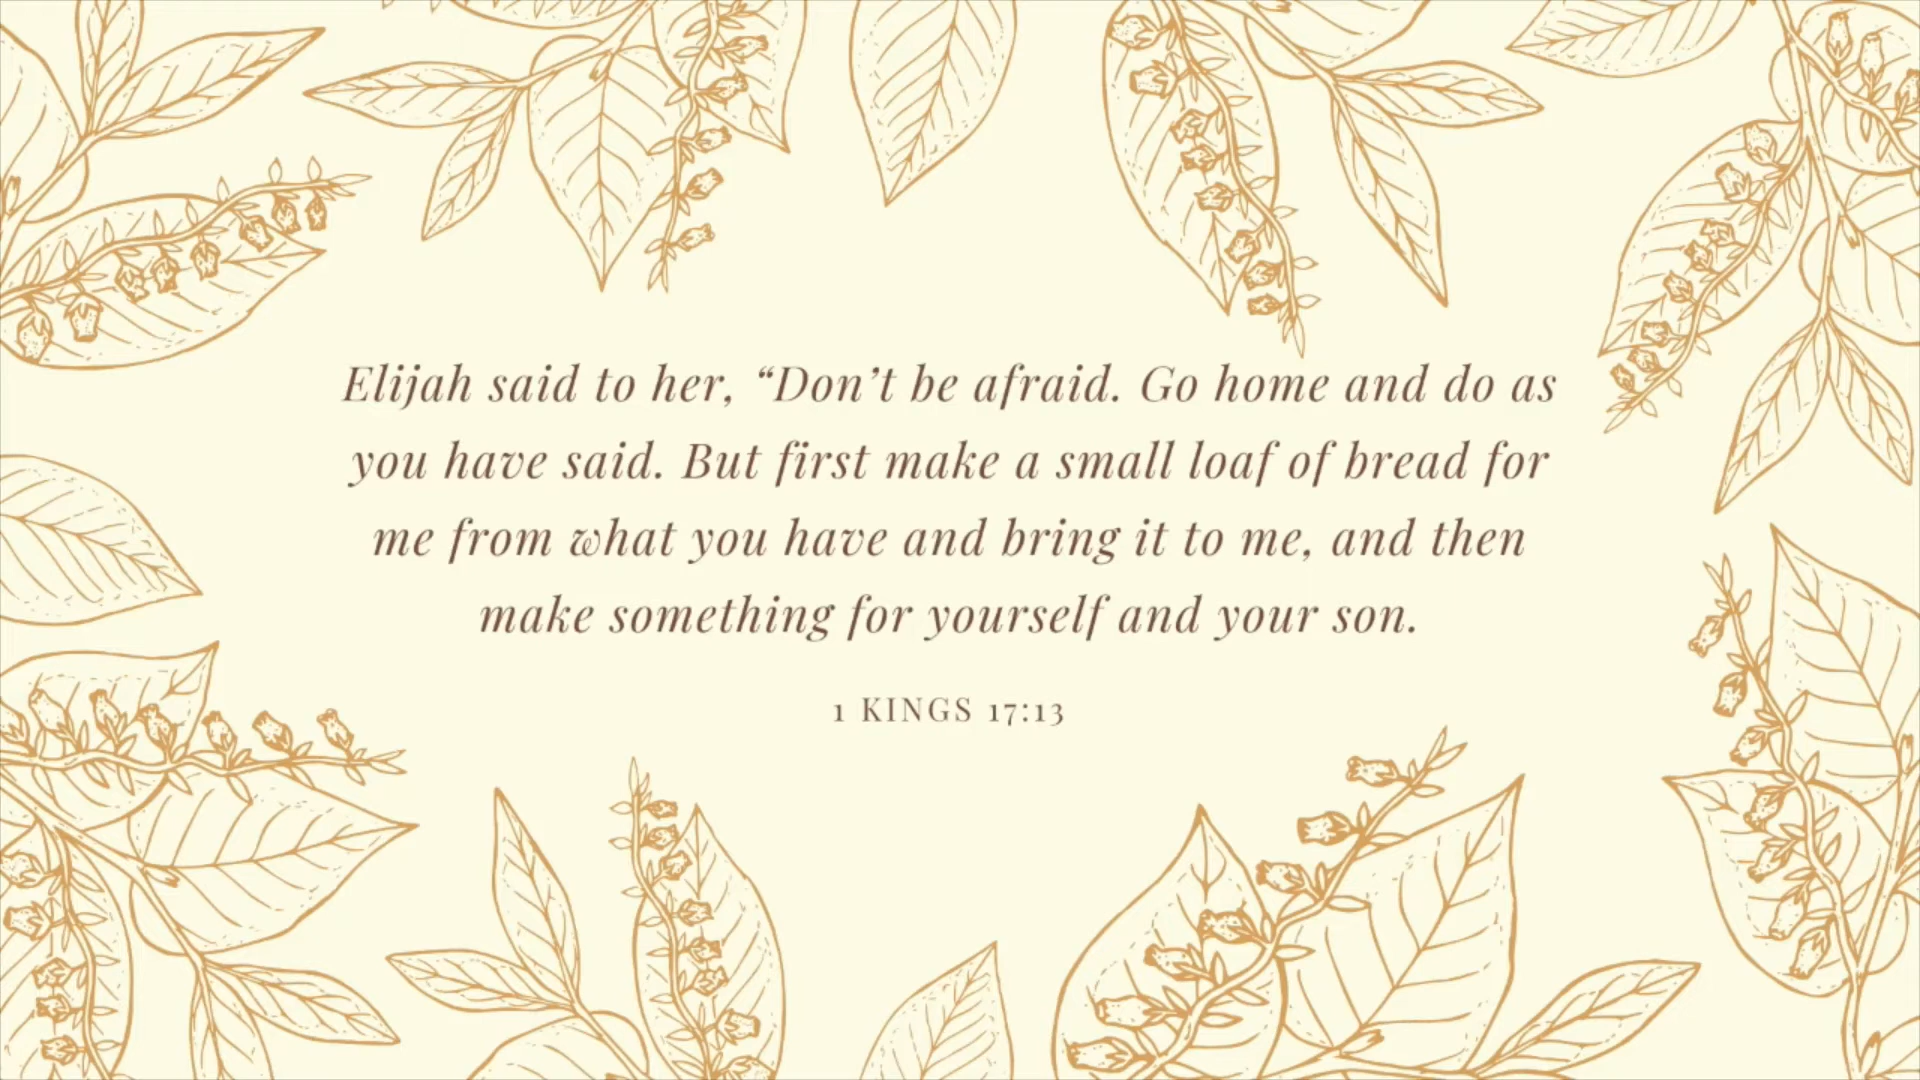 Elijah said to her, “Don’t be afraid. Go home and do as
you have said. But first make a small loaf of bread for
me from what you have and bring it to me, and then
make something for yourself and your son.
1 KINGS 17:13